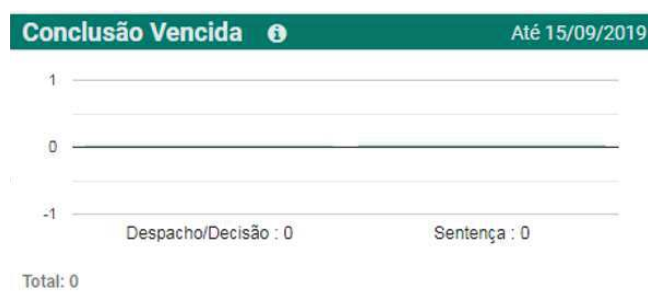 Conclusão Vencida Até 15/09/2019
1
0
-1
Despacho/Decisão : 0 Sentença : 0
Total: 0